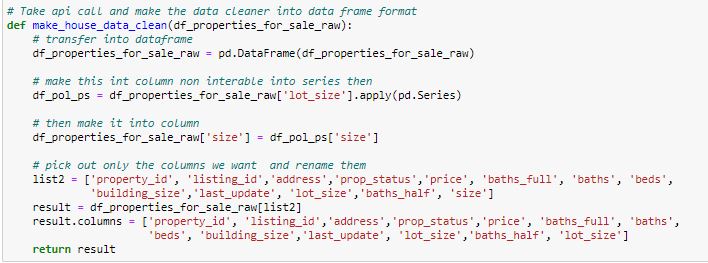 # Take api call and make the data cleaner into data frame format
def make_house_data_clean(df_properties_for_sale_raw):
# transfer into dataframe
df_properties_for_sale_raw = pd.DataFrame(df_properties_for_sale_raw)
# make this int column non interable into series then
df_pol_ps = df_properties_for_sale_raw['lot_size'].apply(pd.Series)
# then make it into column
df_properties_for_sale_raw['size'] = df_pol_ps['size']
# pick out only the columns we want  and rename them
list2 = ['property_id', 'listing_id','address','prop_status','price', 'baths_full', 'baths', 'beds',
'building_size','last_update', 'lot_size','baths_half', 'size']
result = df_properties_for_sale_raw[list2]
result.columns = ['property_id', 'listing_id','address','prop_status','price', 'baths_full', 'baths',
'beds', 'building_size','last_update', 'lot_size','baths_half', 'lot_size']
return result